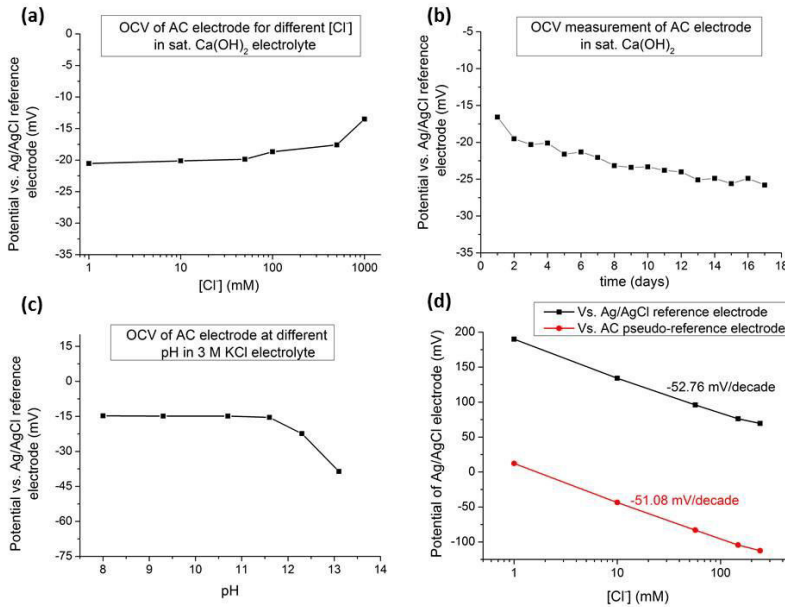 (a)
OCV of AC electrode for different [Cl⁻]
in sat. Ca(OH)₂ electrolyte
Potential vs. Ag/AgCl reference
electrode (mV)
0
-5
-10
-15
-20
-25
-30
-35
1
10
100
1000
[Cl⁻] (mM)
(b)
OCV measurement of AC electrode
in sat. Ca(OH)₂
Potential vs. Ag/AgCl reference
electrode (mV)
-5
-10
-15
-20
-25
-30
-35
0 2 4 6 8 10 12 14 16 18
time (days)
(c)
OCV of AC electrode at different
pH in 3 M KCl electrolyte
Potential vs. Ag/AgCl reference
electrode (mV)
15
0
-15
-30
-45
-60
-75
8 9 10 11 12 13 14
pH
(d)
Vs. Ag/AgCl reference electrode
Vs. AC pseudo-reference electrode
Potential of Ag/AgCl electrode (mV)
200
150
100
50
0
-50
-100
-52.76 mV/decade
-51.08 mV/decade
1
10
100
[Cl⁻] (mM)